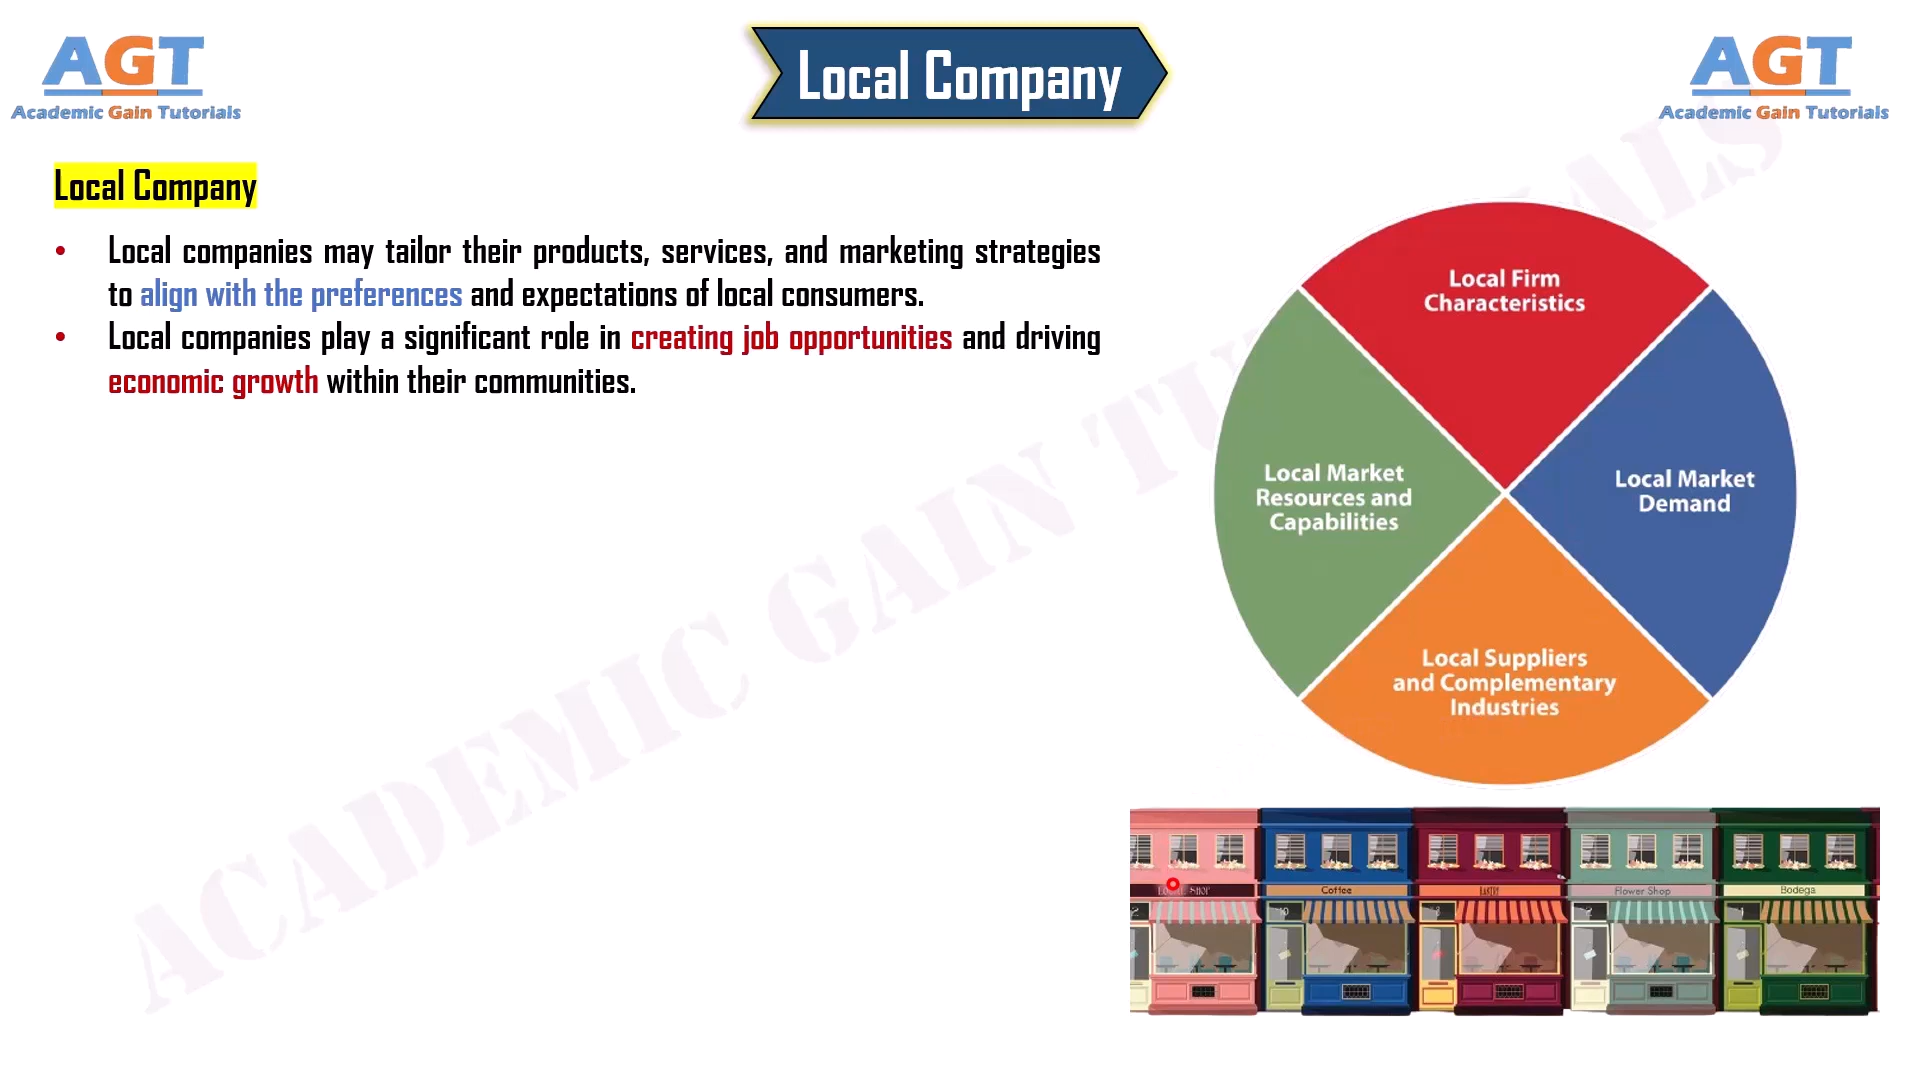 AGT
Academic Gain Tutorials
Local Company
AGT
Academic Gain Tutorials
Local Company
• Local companies may tailor their products, services, and marketing strategies
to align with the preferences and expectations of local consumers.
• Local companies play a significant role in creating job opportunities and driving
economic growth within their communities.
Local Firm
Characteristics
Local Market
Resources and
Capabilities
Local Market
Demand
Local Suppliers
and Complementary
Industries
SHOP
Coffee
Flower Shop
Bodega
10
ACADEMIC GAIN TUTORIALS